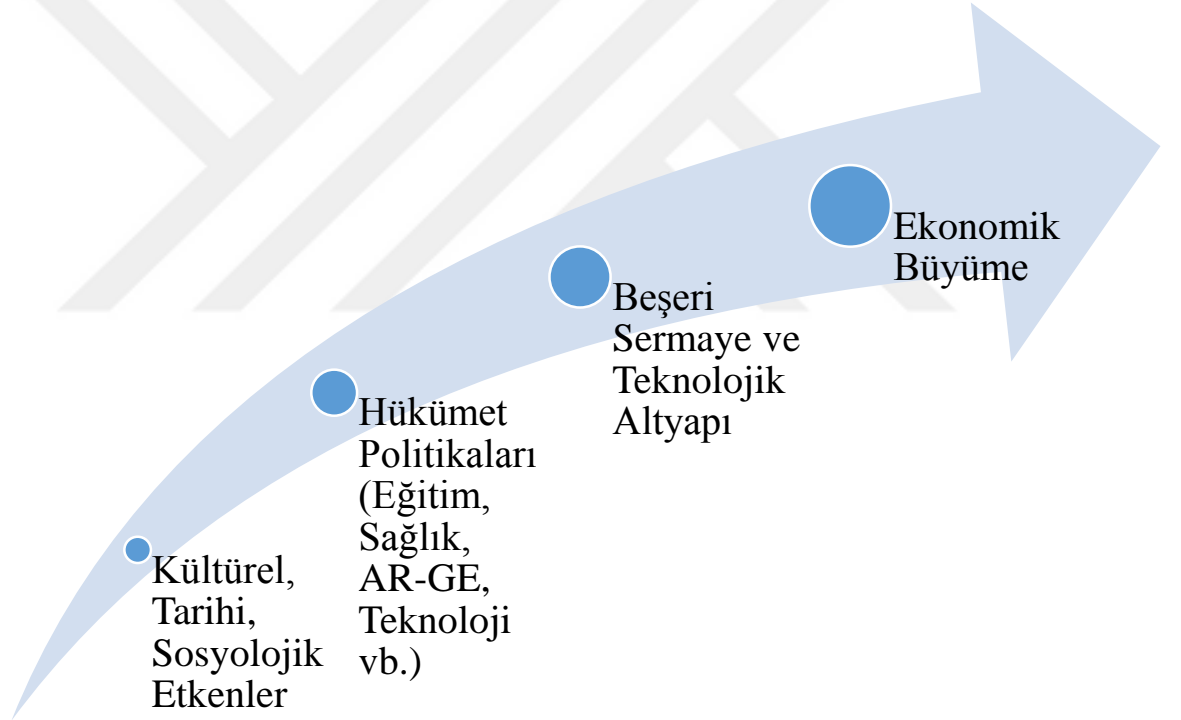 Kültürel,
Tarihi,
Sosyolojik
Etkenler
Hükümet
Politikaları
(Eğitim,
Sağlık,
AR-GE,
Teknoloji
vb.)
Beşeri
Sermaye ve
Teknolojik
Altyapı
Ekonomik
Büyüme